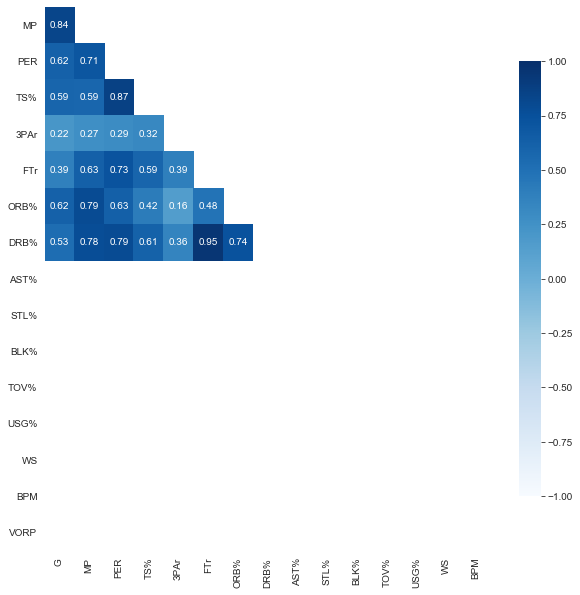 MP 0.84
PER 0.62 0.71
TS% 0.59 0.59 0.87
3PAr 0.22 0.27 0.29 0.32
FTr 0.39 0.63 0.73 0.59 0.39
ORB% 0.62 0.79 0.63 0.42 0.16 0.48
DRB% 0.53 0.78 0.79 0.61 0.36 0.95 0.74
AST%
STL%
BLK%
TOV%
USG%
WS
BPM
VORP
G MP PER TS% 3PAr FTr ORB% DRB% AST% STL% BLK% TOV% USG% WS BPM
1.00
0.75
0.50
0.25
0.00
−0.25
−0.50
−0.75
−1.00